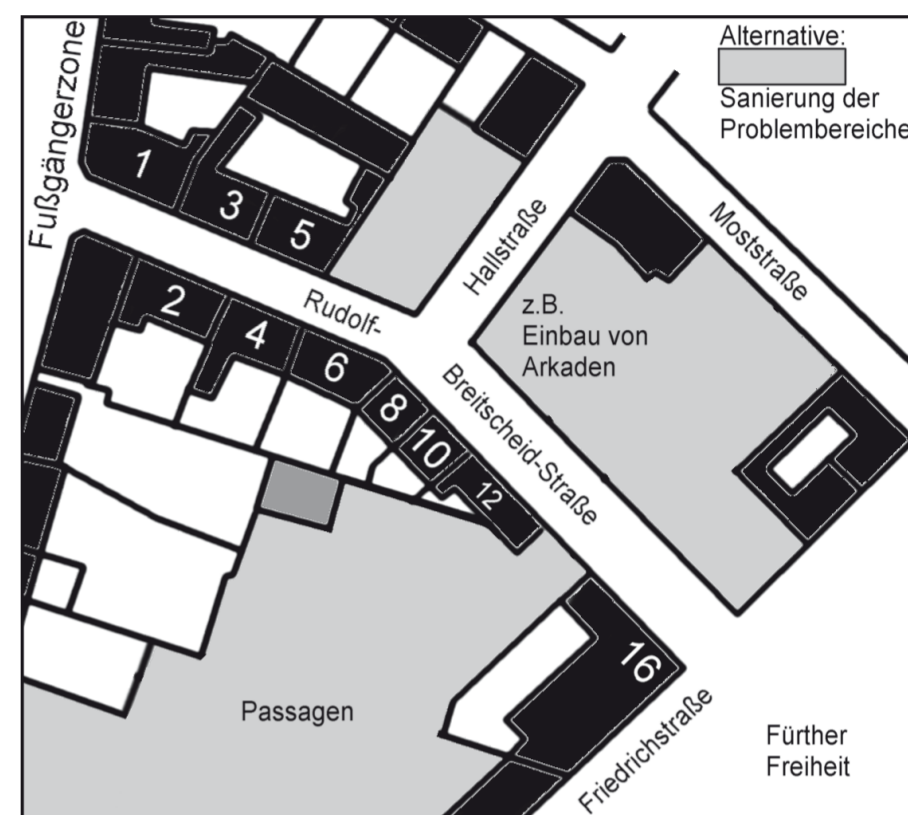 Alternative:
Sanierung der
Problembereiche
Fußgängerzone
1
3
5
Hallstraße
Moststraße
z.B.
Einbau von
Arkaden
Rudolf-
Breitscheid-Straße
2
4
6
8
10
12
16
Passagen
Friedrichstraße
Fürther
Freiheit